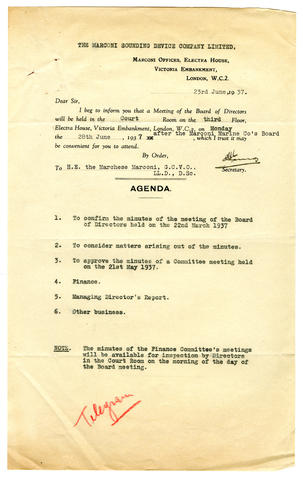 THE MARCONI SOUNDING DEVICE COMPANY LIMITED,
MARCONI OFFICES, ELECTRA HOUSE,
VICTORIA EMBANKMENT,
LONDON, W.C.2.
23rd June, 1937.
Dear Sir,
I beg to inform you that a Meeting of the Board of Directors
will be held in the Court Room on the third Floor,
Electra House, Victoria Embankment, London, W.C.2, on Monday
after the Marconi Marine Co's Board
the 28th June, 1937, which I trust it may
be convenient for you to attend.
By Order,
To H.E. the Marchese Marconi, G.C.V.O.,
LL.D., D.Sc.
Secretary.
AGENDA.
1. To confirm the minutes of the meeting of the Board
of Directors held on the 22nd March 1937
2. To consider matters arising out of the minutes.
3. To approve the minutes of a Committee meeting held
on the 21st May 1937.
4. Finance.
5. Managing Director's Report.
6. Other business.
NOTE. The minutes of the Finance Committee's meetings
will be available for inspection by Directors
in the Court Room on the morning of the day of
the Board meeting.
Telegram